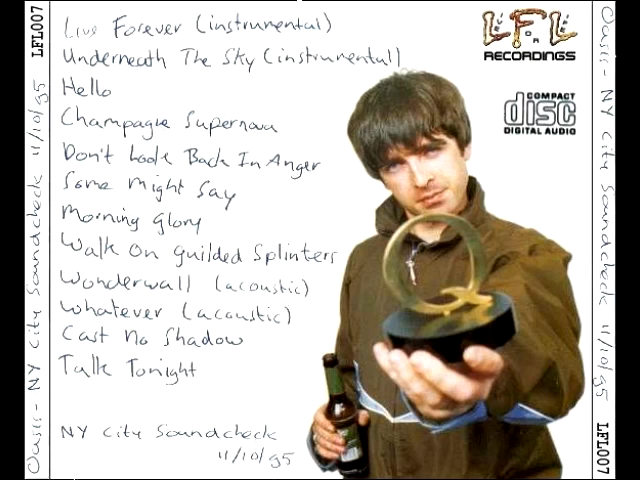 Live Forever (instrumental)
Underneath The Sky (instrumental)
Hello
Champagne Supernova
Don't Look Back In Anger
Some Might Say
Morning Glory
Walk On Guilded Splinters
Wonderwall (acoustic)
Whatever (acoustic)
Cast No Shadow
Talk Tonight
NY City Soundcheck
11/10/95
LFL
OR
RECORDINGS
COMPACT
disc
DIGITAL AUDIO
Oasis - NY City Soundcheck 11/10/95 LFL007
Oasis - NY City Soundcheck 11/10/95 LFL007